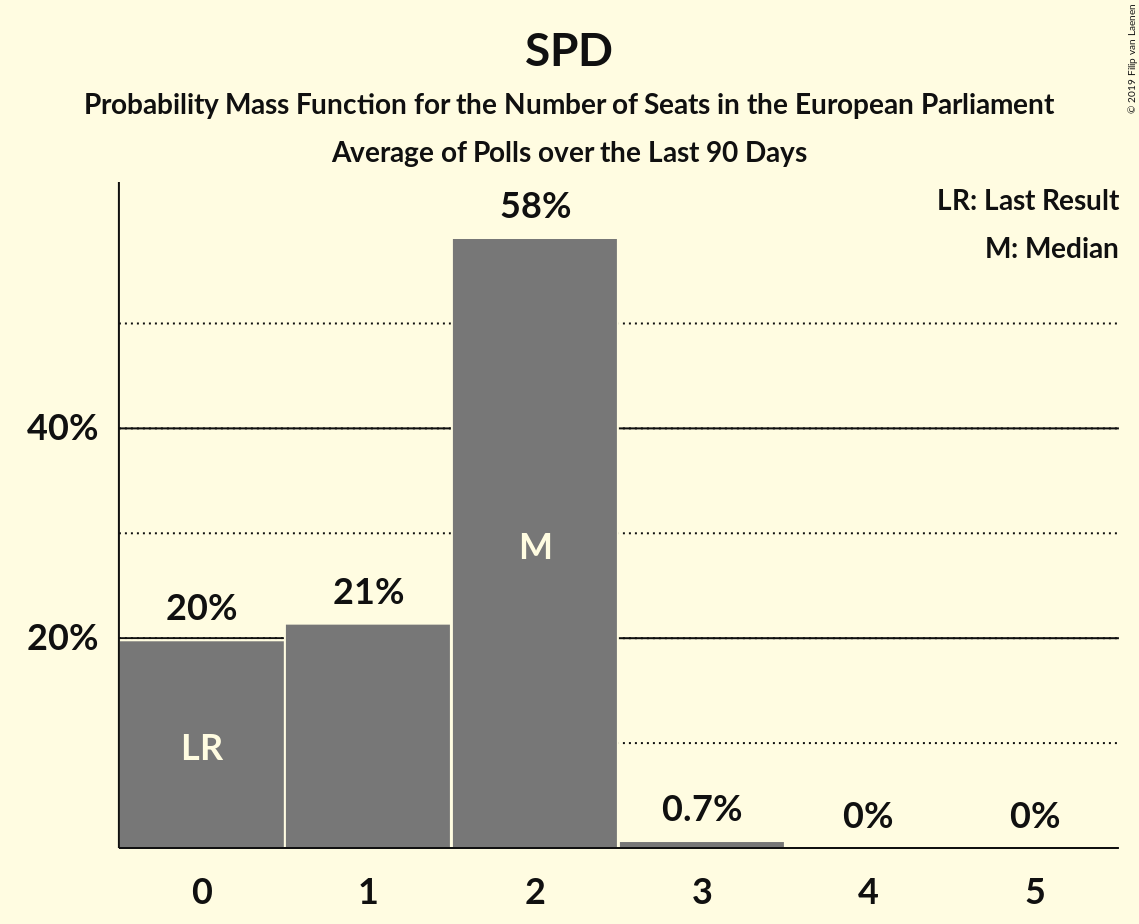 SPD
Probability Mass Function for the Number of Seats in the European Parliament
Average of Polls over the Last 90 Days
© 2019 Filip van Laenen
LR: Last Result
M: Median
58%
40%
M
20%
21%
20%
LR
0.7%
0%
0%
0 1 2 3 4 5